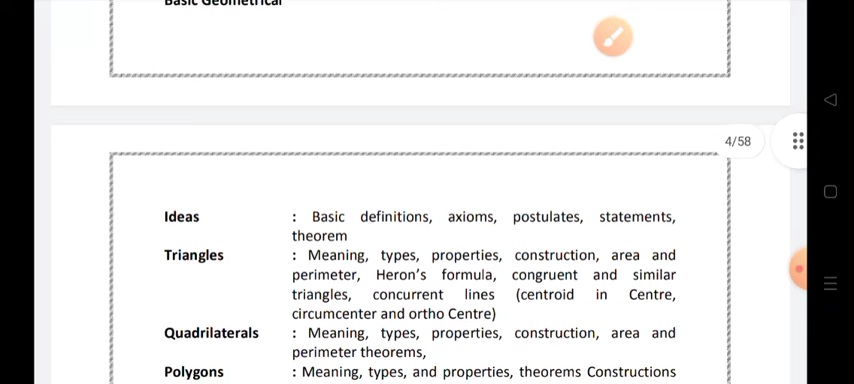 Basic Geometrical
4/58
Ideas : Basic definitions, axioms, postulates, statements,
theorem
Triangles : Meaning, types, properties, construction, area and
perimeter, Heron's formula, congruent and similar
triangles, concurrent lines (centroid in Centre,
circumcenter and ortho Centre)
Quadrilaterals : Meaning, types, properties, construction, area and
perimeter theorems,
Polygons : Meaning, types, and properties, theorems Constructions